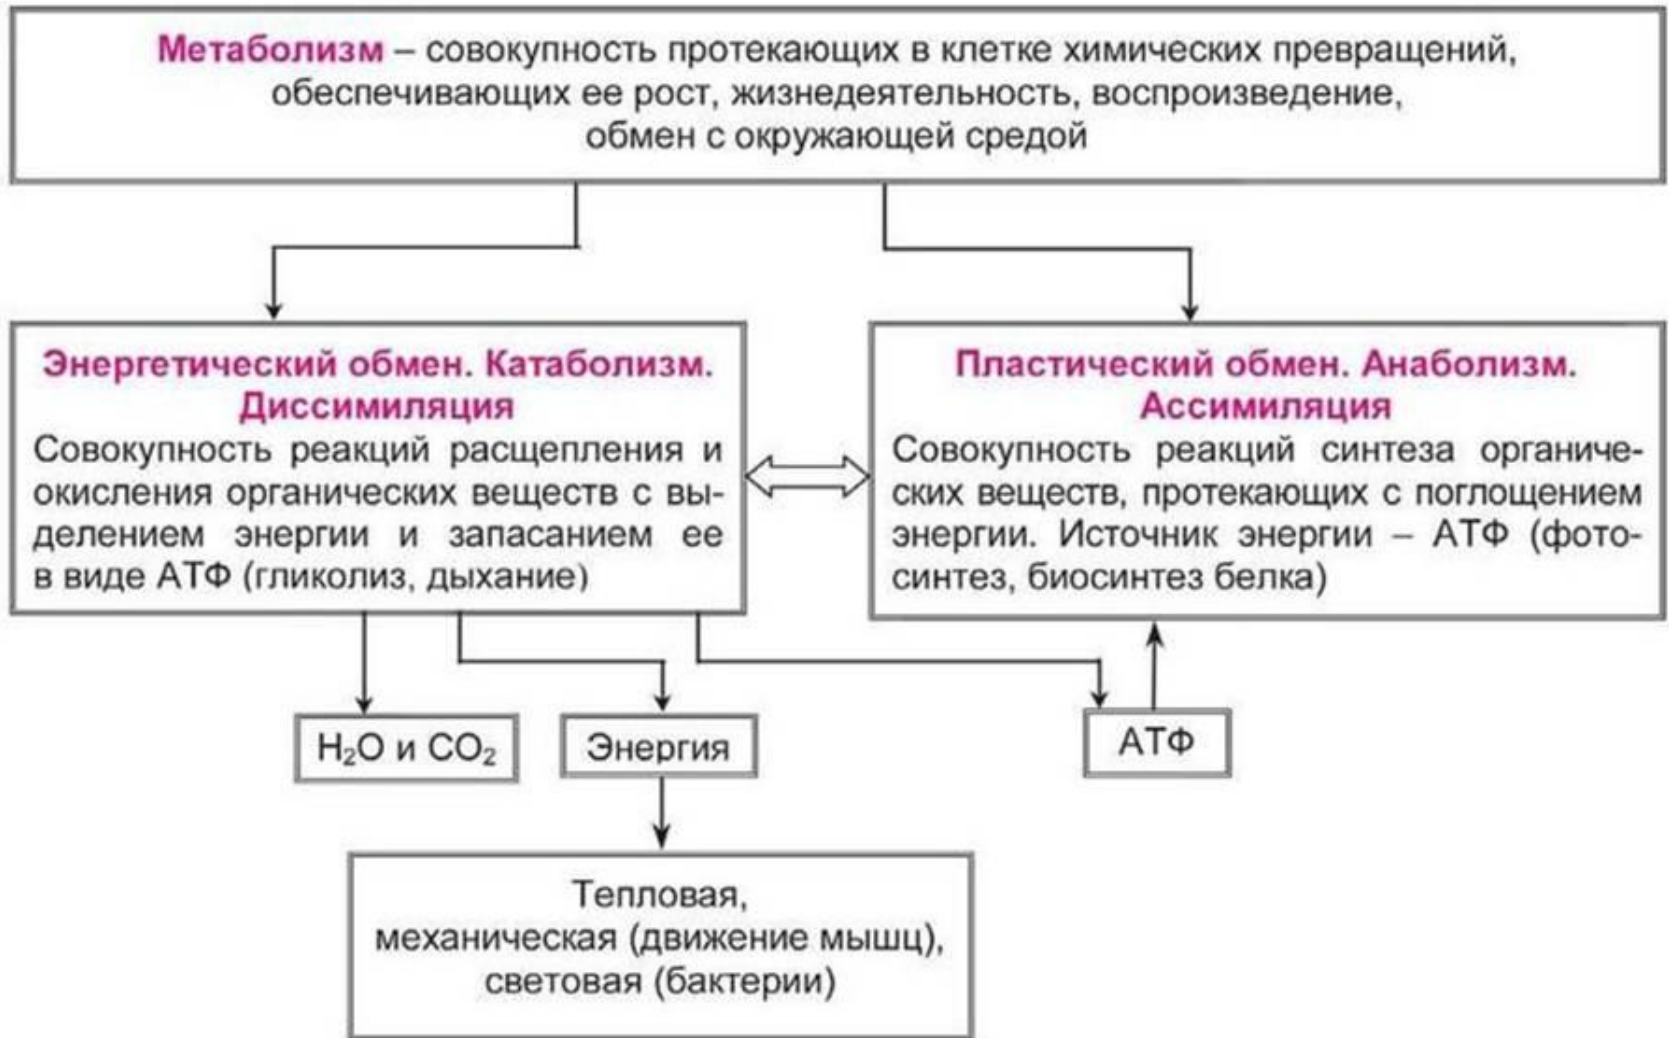 Метаболизм – совокупность протекающих в клетке химических превращений,
обеспечивающих ее рост, жизнедеятельность, воспроизведение,
обмен с окружающей средой
Энергетический обмен. Катаболизм.
Диссимиляция
Совокупность реакций расщепления и
окисления органических веществ с вы-
делением энергии и запасанием ее
в виде АТФ (гликолиз, дыхание)
Пластический обмен. Анаболизм.
Ассимиляция
Совокупность реакций синтеза органиче-
ских веществ, протекающих с поглощением
энергии. Источник энергии – АТФ (фото-
синтез, биосинтез белка)
H₂O и CO₂
Энергия
АТФ
Тепловая,
механическая (движение мышц),
световая (бактерии)